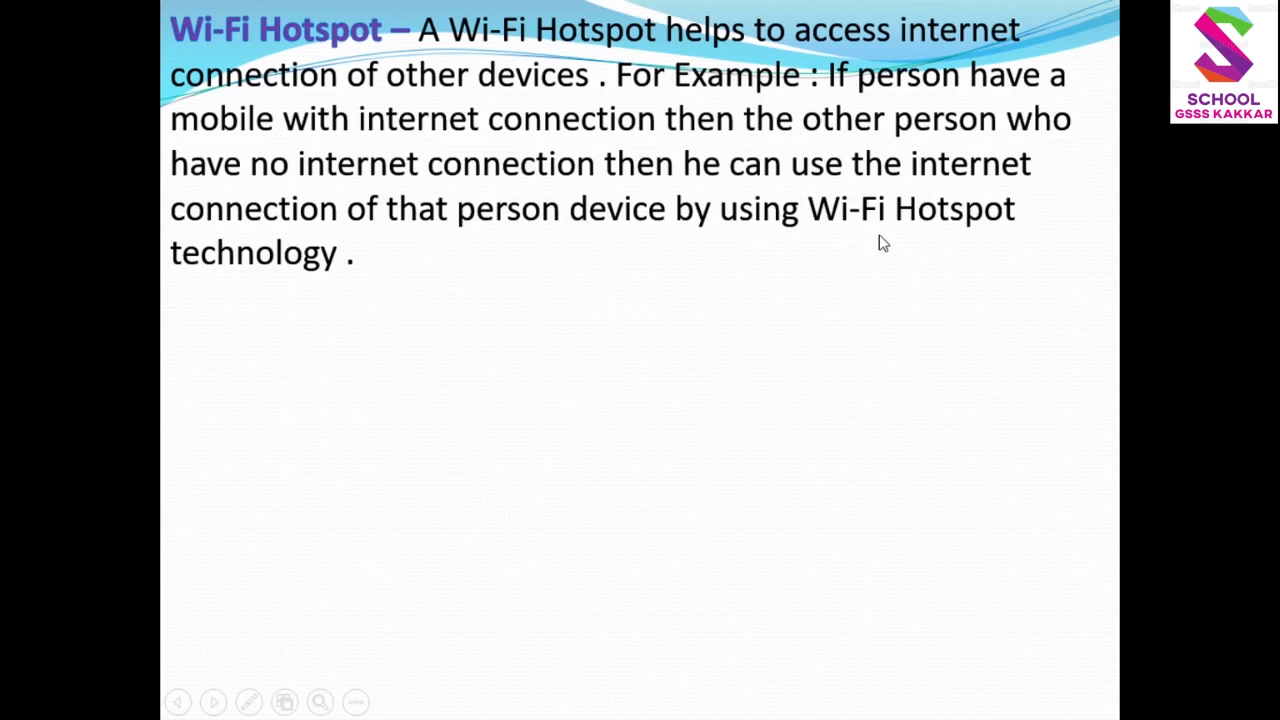 Wi-Fi Hotspot – A Wi-Fi Hotspot helps to access internet
connection of other devices . For Example : If person have a
mobile with internet connection then the other person who
have no internet connection then he can use the internet
connection of that person device by using Wi-Fi Hotspot
technology .
SCHOOL
GSSS KAKKAR